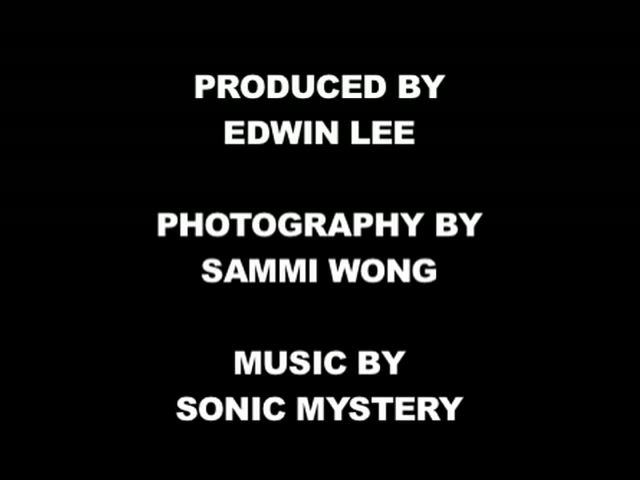 PRODUCED BY
EDWIN LEE
PHOTOGRAPHY BY
SAMMI WONG
MUSIC BY
SONIC MYSTERY